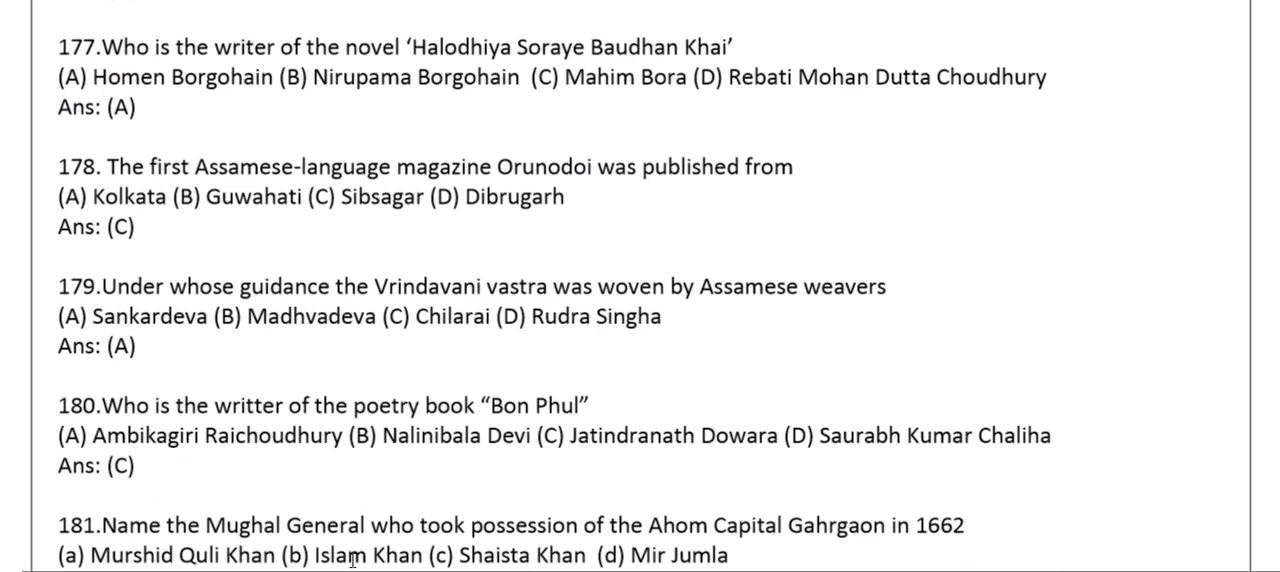 177.Who is the writer of the novel ‘Halodhiya Soraye Baudhan Khai’
(A) Homen Borgohain (B) Nirupama Borgohain (C) Mahim Bora (D) Rebati Mohan Dutta Choudhury
Ans: (A)
178. The first Assamese-language magazine Orunodoi was published from
(A) Kolkata (B) Guwahati (C) Sibsagar (D) Dibrugarh
Ans: (C)
179.Under whose guidance the Vrindavani vastra was woven by Assamese weavers
(A) Sankardeva (B) Madhvadeva (C) Chilarai (D) Rudra Singha
Ans: (A)
180.Who is the writter of the poetry book “Bon Phul”
(A) Ambikagiri Raichoudhury (B) Nalinibala Devi (C) Jatindranath Dowara (D) Saurabh Kumar Chaliha
Ans: (C)
181.Name the Mughal General who took possession of the Ahom Capital Gahrgaon in 1662
(a) Murshid Quli Khan (b) Islam Khan (c) Shaista Khan (d) Mir Jumla